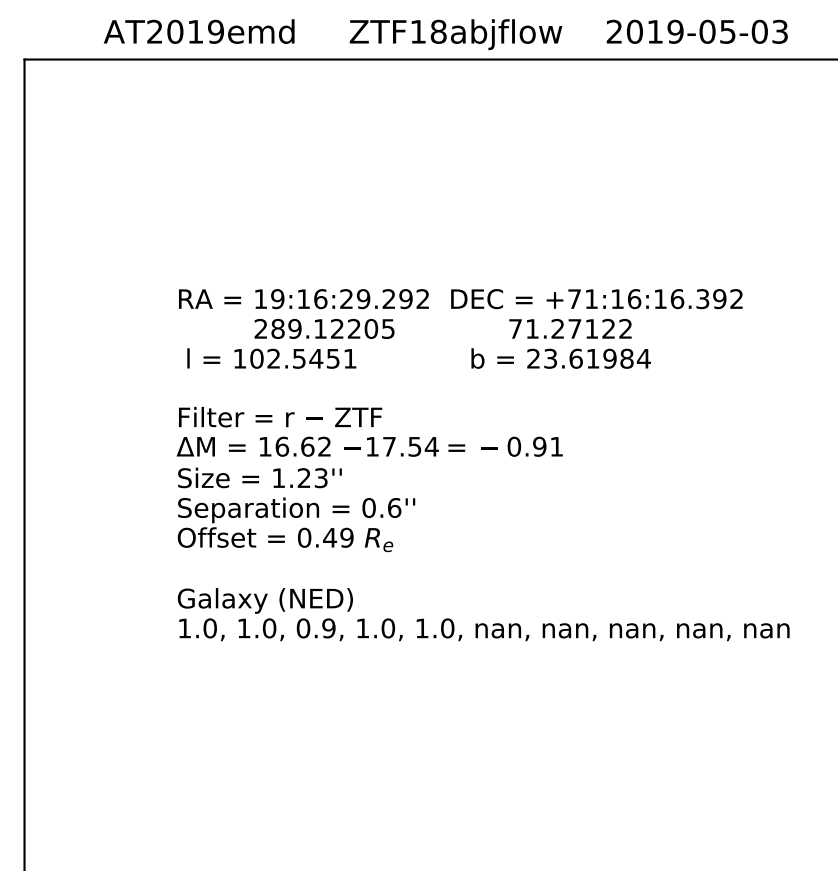 AT2019emd ZTF18abjflow 2019-05-03
RA = 19:16:29.292 DEC = +71:16:16.392
289.12205 71.27122
l = 102.5451 b = 23.61984
Filter = r − ZTF
ΔM = 16.62 −17.54 = − 0.91
Size = 1.23''
Separation = 0.6''
Offset = 0.49 Re
Galaxy (NED)
1.0, 1.0, 0.9, 1.0, 1.0, nan, nan, nan, nan, nan